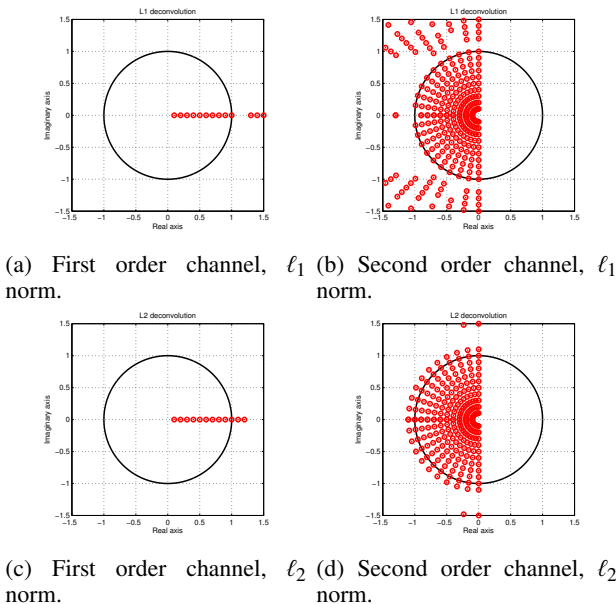 L1 deconvolution
1.5
1
0.5
0
−0.5
−1
−1.5
−1.5 −1 −0.5 0 0.5 1 1.5
Imaginary axis
Real axis
L1 deconvolution
1.5
1
0.5
0
−0.5
−1
−1.5
−1.5 −1 −0.5 0 0.5 1 1.5
Imaginary axis
Real axis
(a) First order channel, ℓ1 norm.
(b) Second order channel, ℓ1 norm.
L2 deconvolution
1.5
1
0.5
0
−0.5
−1
−1.5
−1.5 −1 −0.5 0 0.5 1 1.5
Imaginary axis
Real axis
L2 deconvolution
1.5
1
0.5
0
−0.5
−1
−1.5
−1.5 −1 −0.5 0 0.5 1 1.5
Imaginary axis
Real axis
(c) First order channel, ℓ2 norm.
(d) Second order channel, ℓ2 norm.